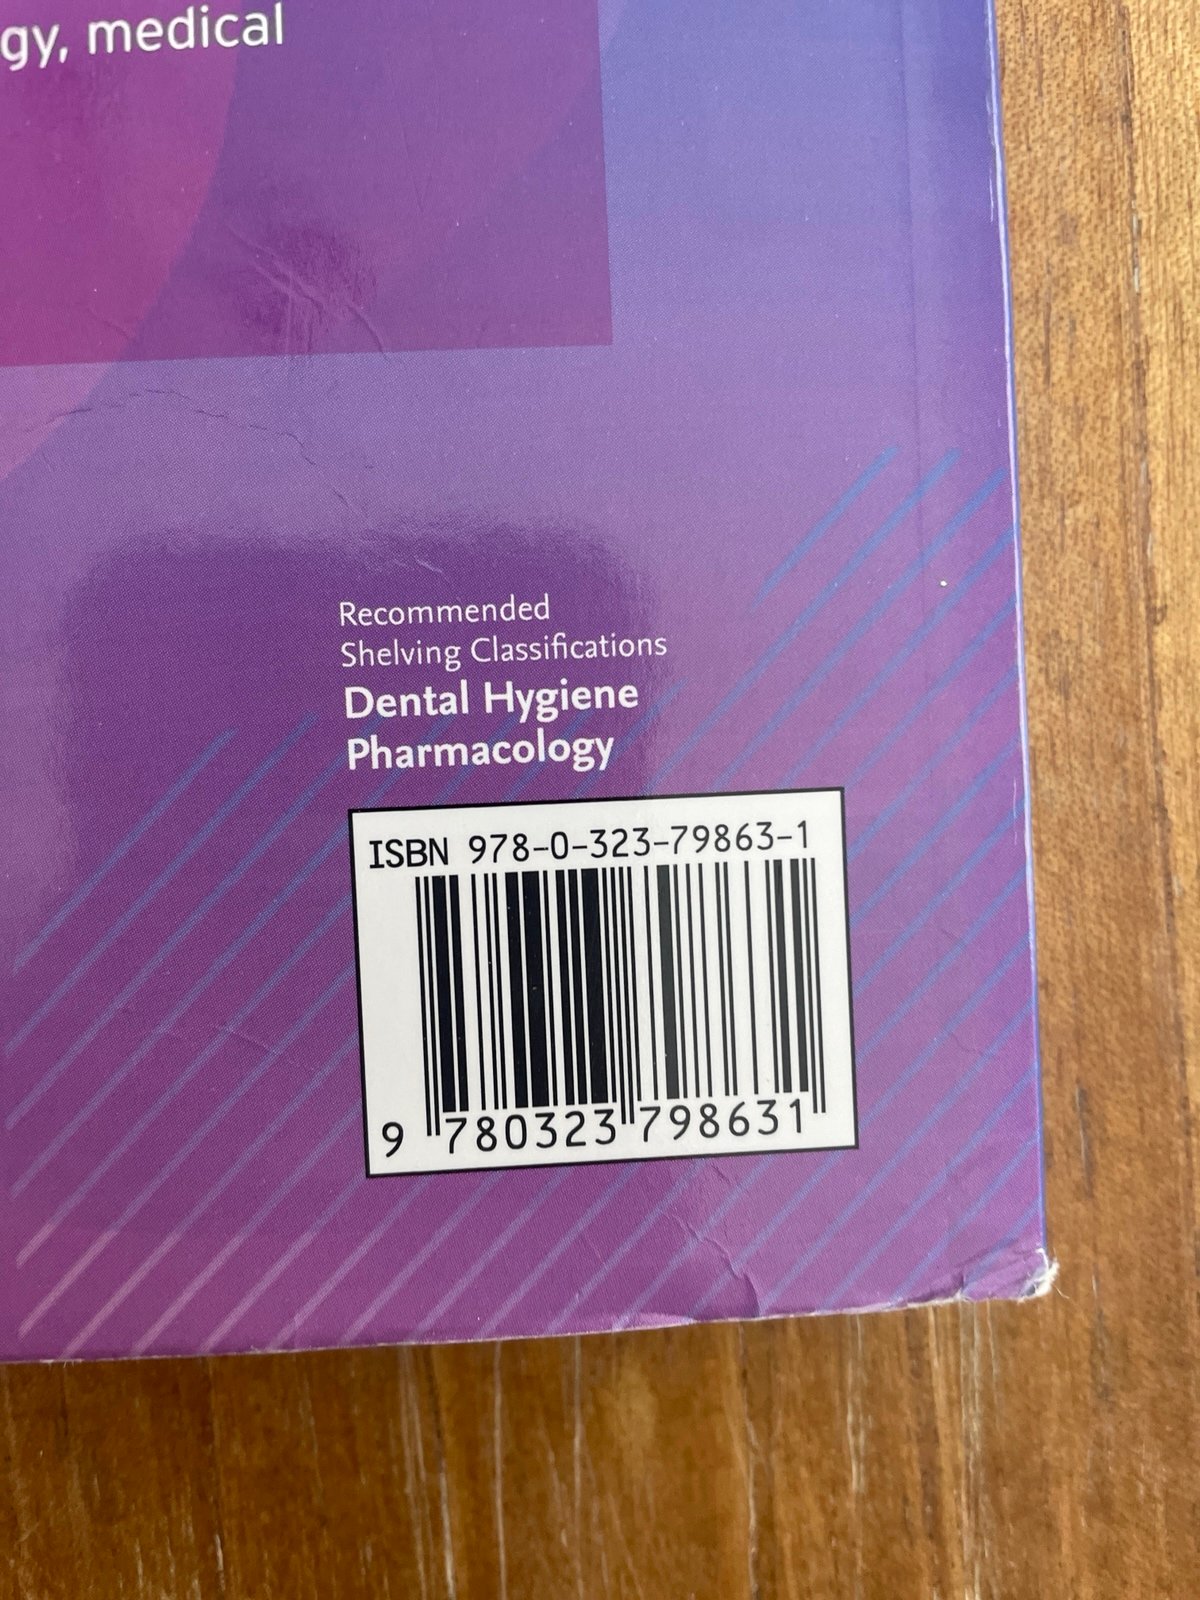 gy, medical
Recommended
Shelving Classifications
Dental Hygiene
Pharmacology
ISBN 978-0-323-79863-1
9 780323 798631